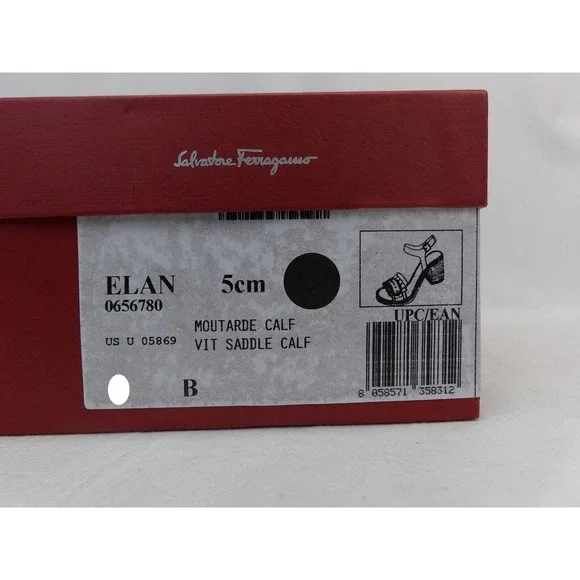 Salvatore Ferragamo
ELAN 5cm
0656780
UPC/EAN
US U 05869
MOUTARDE CALF
VIT SADDLE CALF
B
8 058571 358312